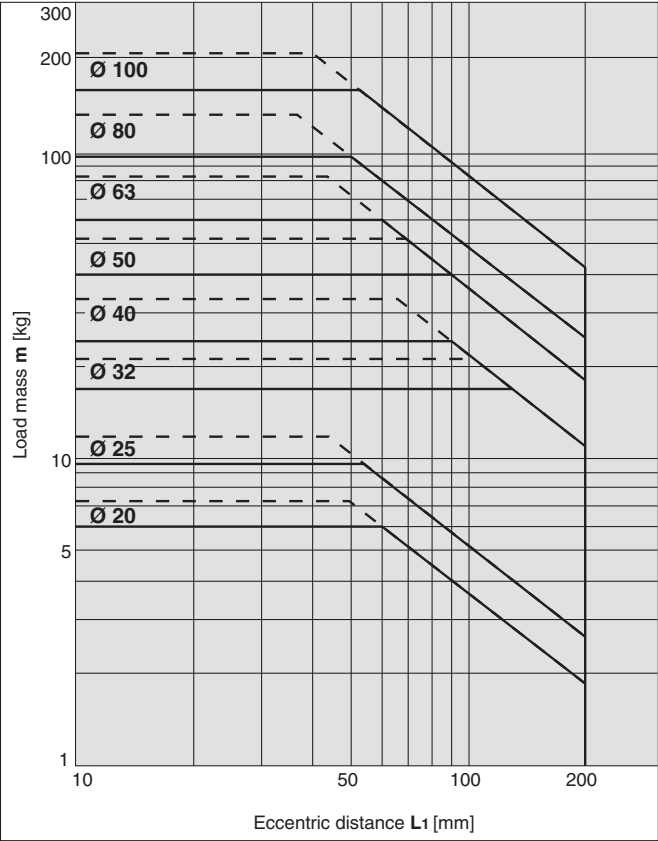 300
200
Ø 100
Ø 80
100
Ø 63
Ø 50
Ø 40
Ø 32
Load mass m [kg]
10
Ø 25
Ø 20
5
1
10
50
100
200
Eccentric distance L1 [mm]